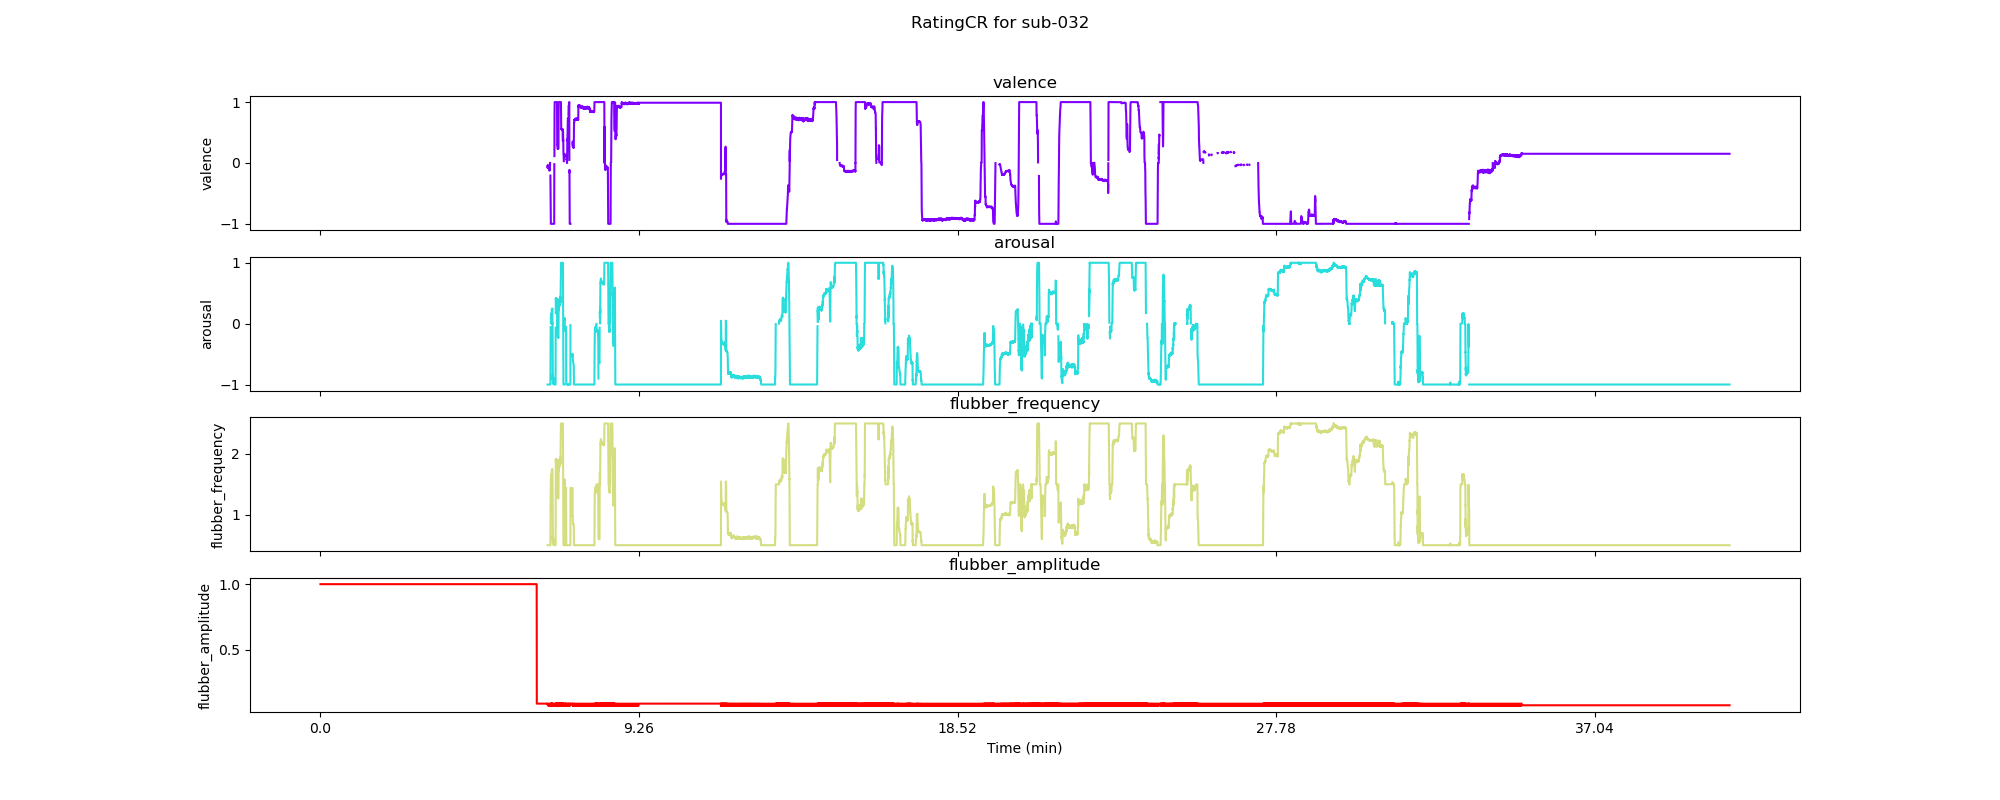 RatingCR for sub-032
valence
valence
1
0
−1
arousal
arousal
1
0
−1
flubber_frequency
flubber_frequency
2
1
flubber_amplitude
flubber_amplitude
1.0
0.5
0.0 9.26 18.52 27.78 37.04
Time (min)